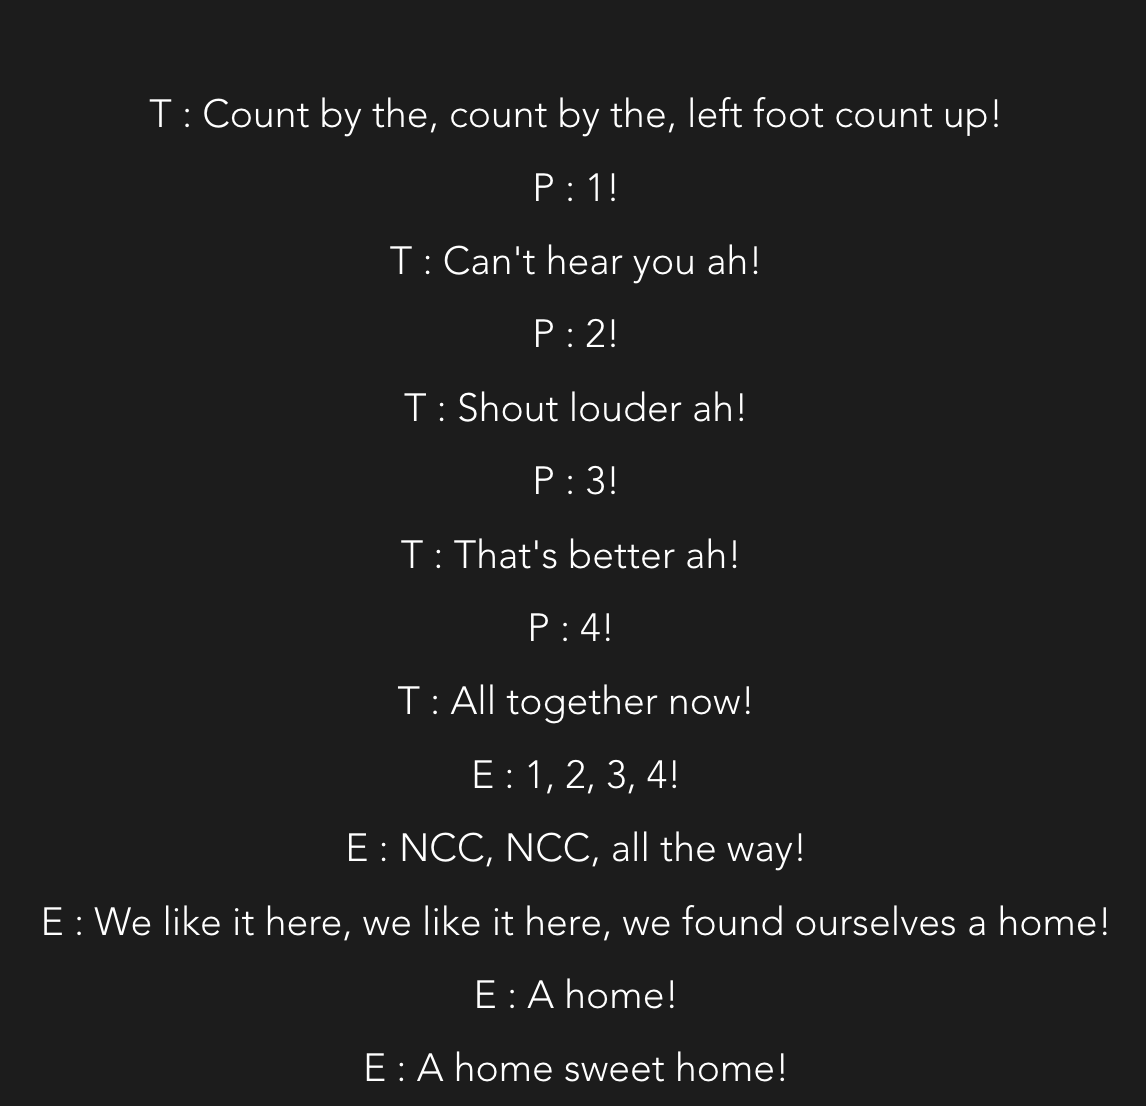 T : Count by the, count by the, left foot count up!
P : 1!
T : Can't hear you ah!
P : 2!
T : Shout louder ah!
P : 3!
T : That's better ah!
P : 4!
T : All together now!
E : 1, 2, 3, 4!
E : NCC, NCC, all the way!
E : We like it here, we like it here, we found ourselves a home!
E : A home!
E : A home sweet home!